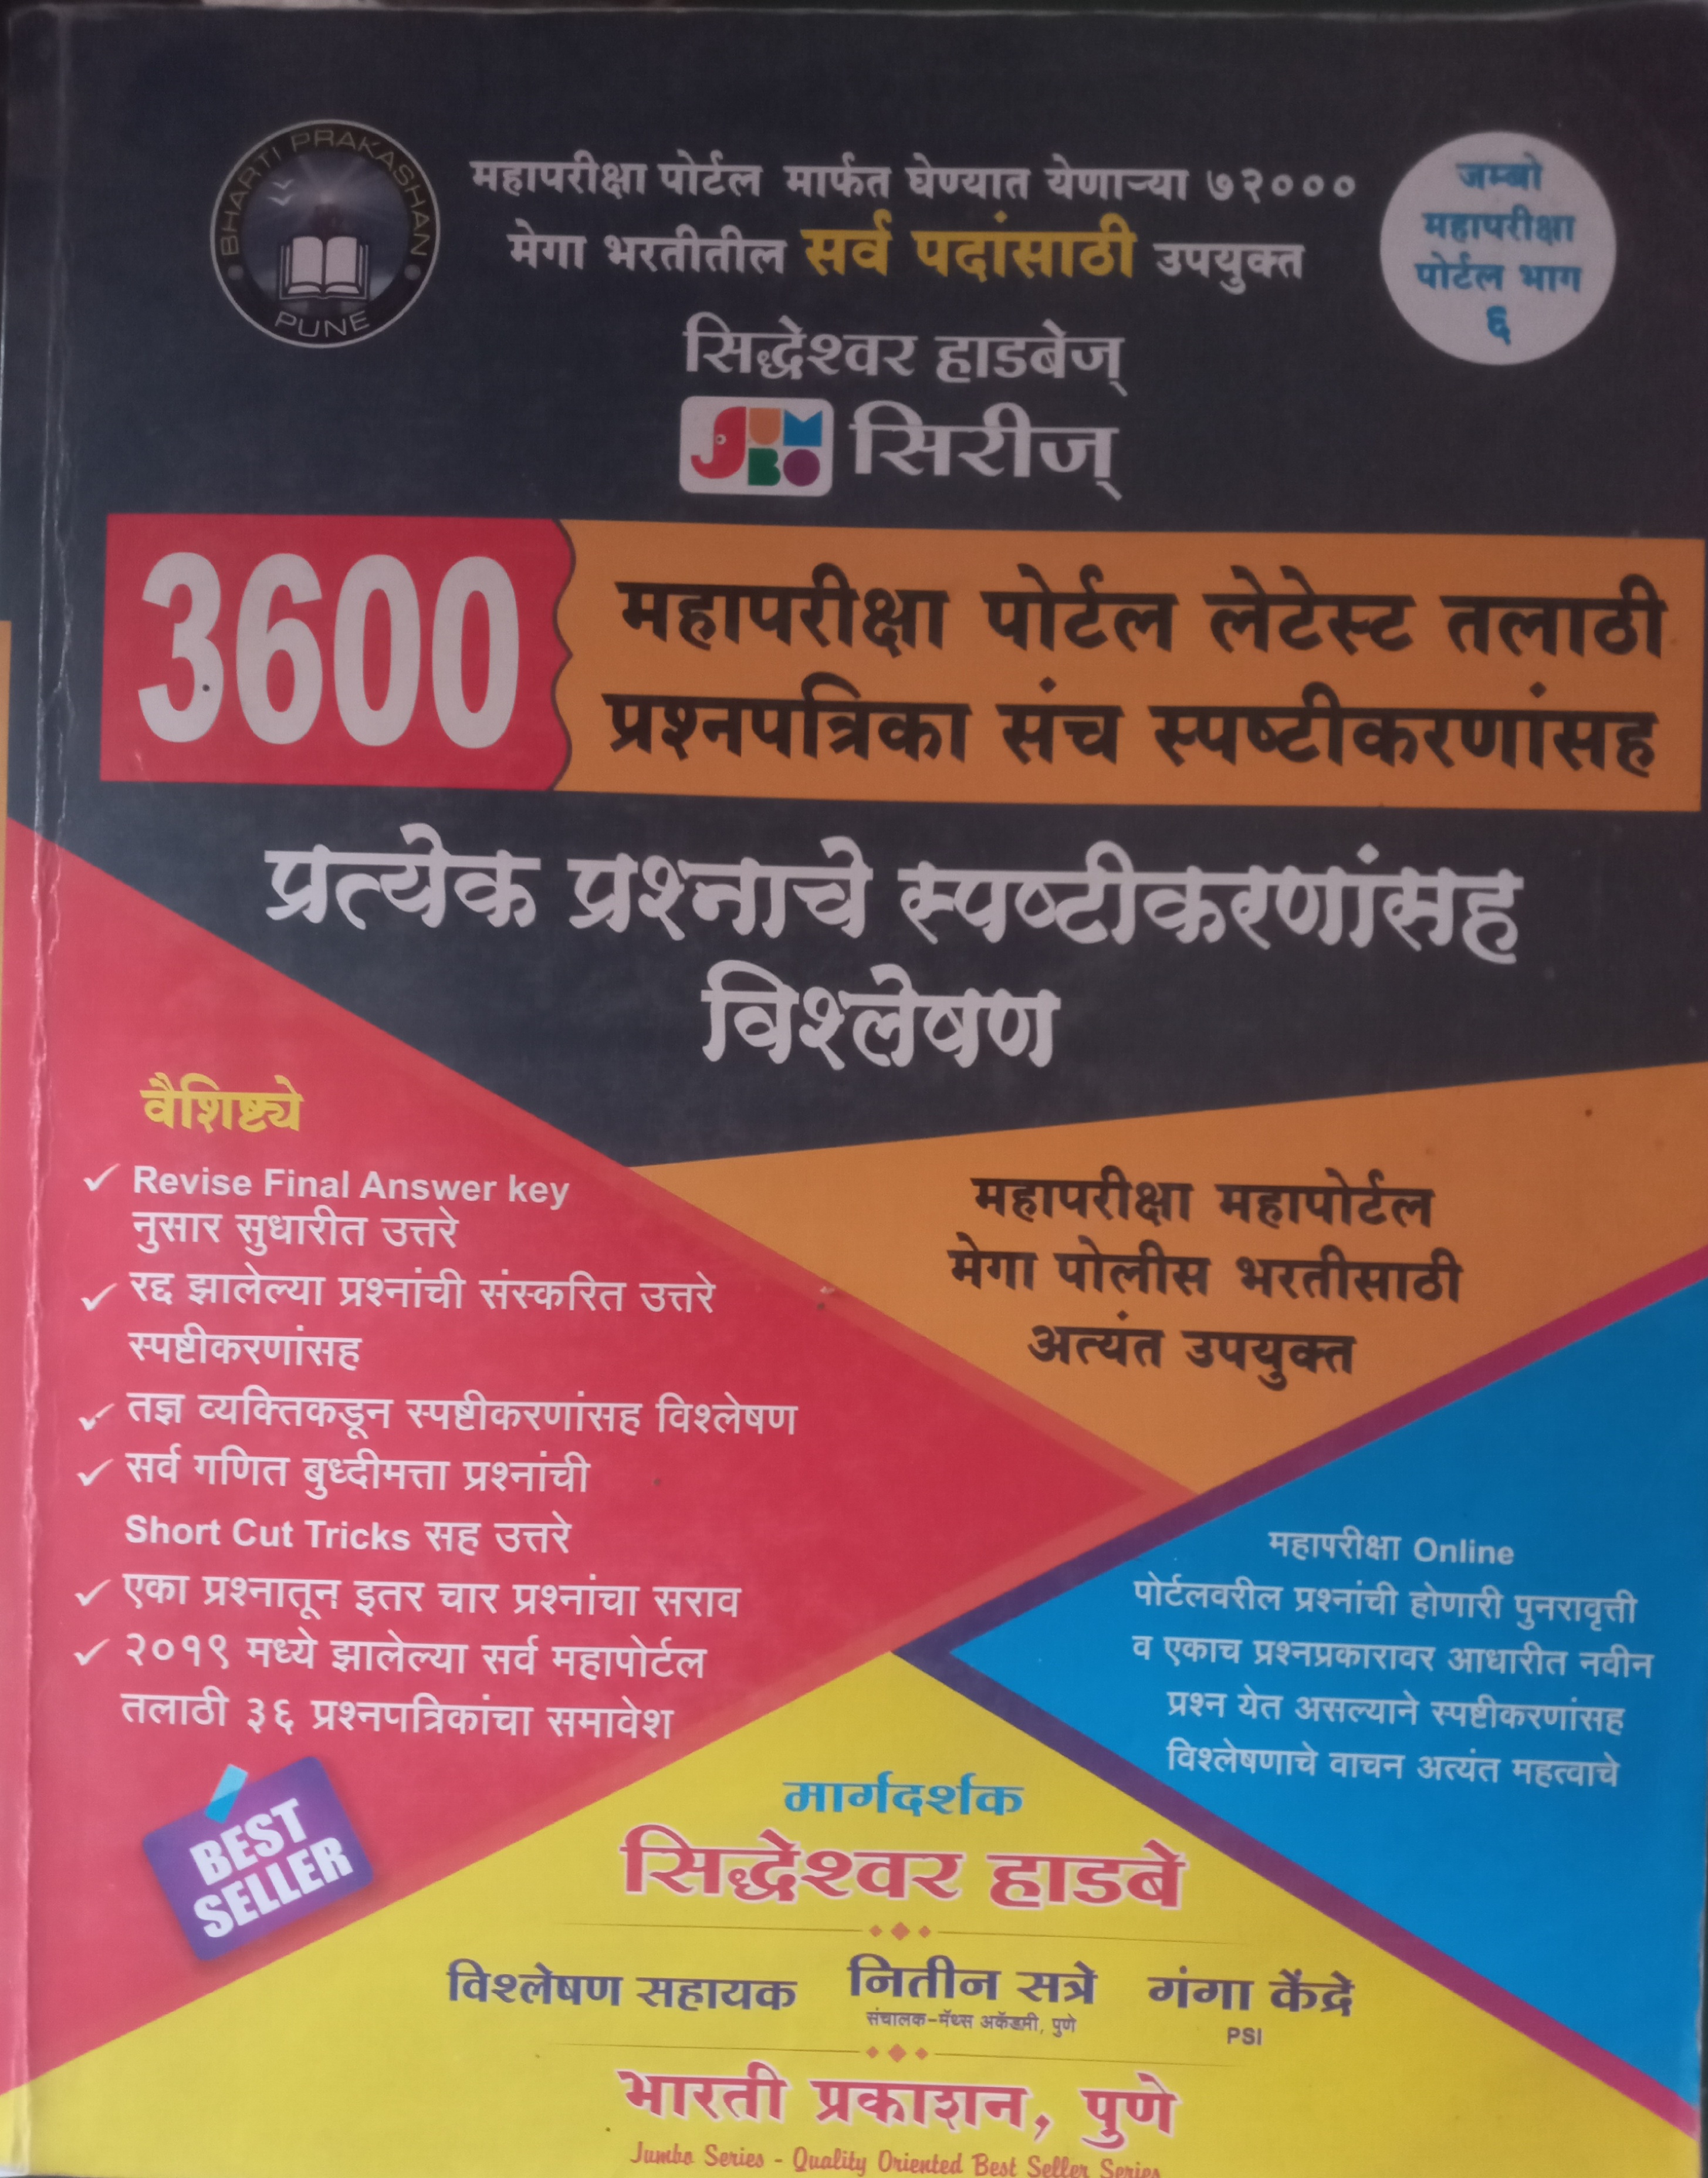 BHARTI PRAKASHAN
PUNE
महापरीक्षा पोर्टल मार्फत घेण्यात येणाऱ्या ७२०००
मेगा भरतीतील सर्व पदांसाठी उपयुक्त
जम्बो
महापरीक्षा
पोर्टल भाग
६
सिद्धेश्वर हाडबेज्
JUMBO सिरीज्
3600
महापरीक्षा पोर्टल लेटेस्ट तलाठी
प्रश्नपत्रिका संच स्पष्टीकरणांसह
प्रत्येक प्रश्नाचे स्पष्टीकरणांसह
विश्लेषण
वैशिष्ट्ये
✓ Revise Final Answer key
नुसार सुधारीत उत्तरे
✓ रद्द झालेल्या प्रश्नांची संस्करित उत्तरे
स्पष्टीकरणांसह
✓ तज्ञ व्यक्तिकडून स्पष्टीकरणांसह विश्लेषण
✓ सर्व गणित बुध्दीमत्ता प्रश्नांची
Short Cut Tricks सह उत्तरे
✓ एका प्रश्नातून इतर चार प्रश्नांचा सराव
✓ २०१९ मध्ये झालेल्या सर्व महापोर्टल
तलाठी ३६ प्रश्नपत्रिकांचा समावेश
महापरीक्षा महापोर्टल
मेगा पोलीस भरतीसाठी
अत्यंत उपयुक्त
महापरीक्षा Online
पोर्टलवरील प्रश्नांची होणारी पुनरावृत्ती
व एकाच प्रश्नप्रकारावर आधारीत नवीन
प्रश्न येत असल्याने स्पष्टीकरणांसह
विश्लेषणाचे वाचन अत्यंत महत्वाचे
BEST
SELLER
मार्गदर्शक
सिद्धेश्वर हाडबे
विश्लेषण सहायक नितीन सत्रे गंगा केंद्रे
संचालक-मॅथ्स अकॅडमी, पुणे
PSI
भारती प्रकाशन, पुणे
Jumbo Series - Quality Oriented Best Seller Series